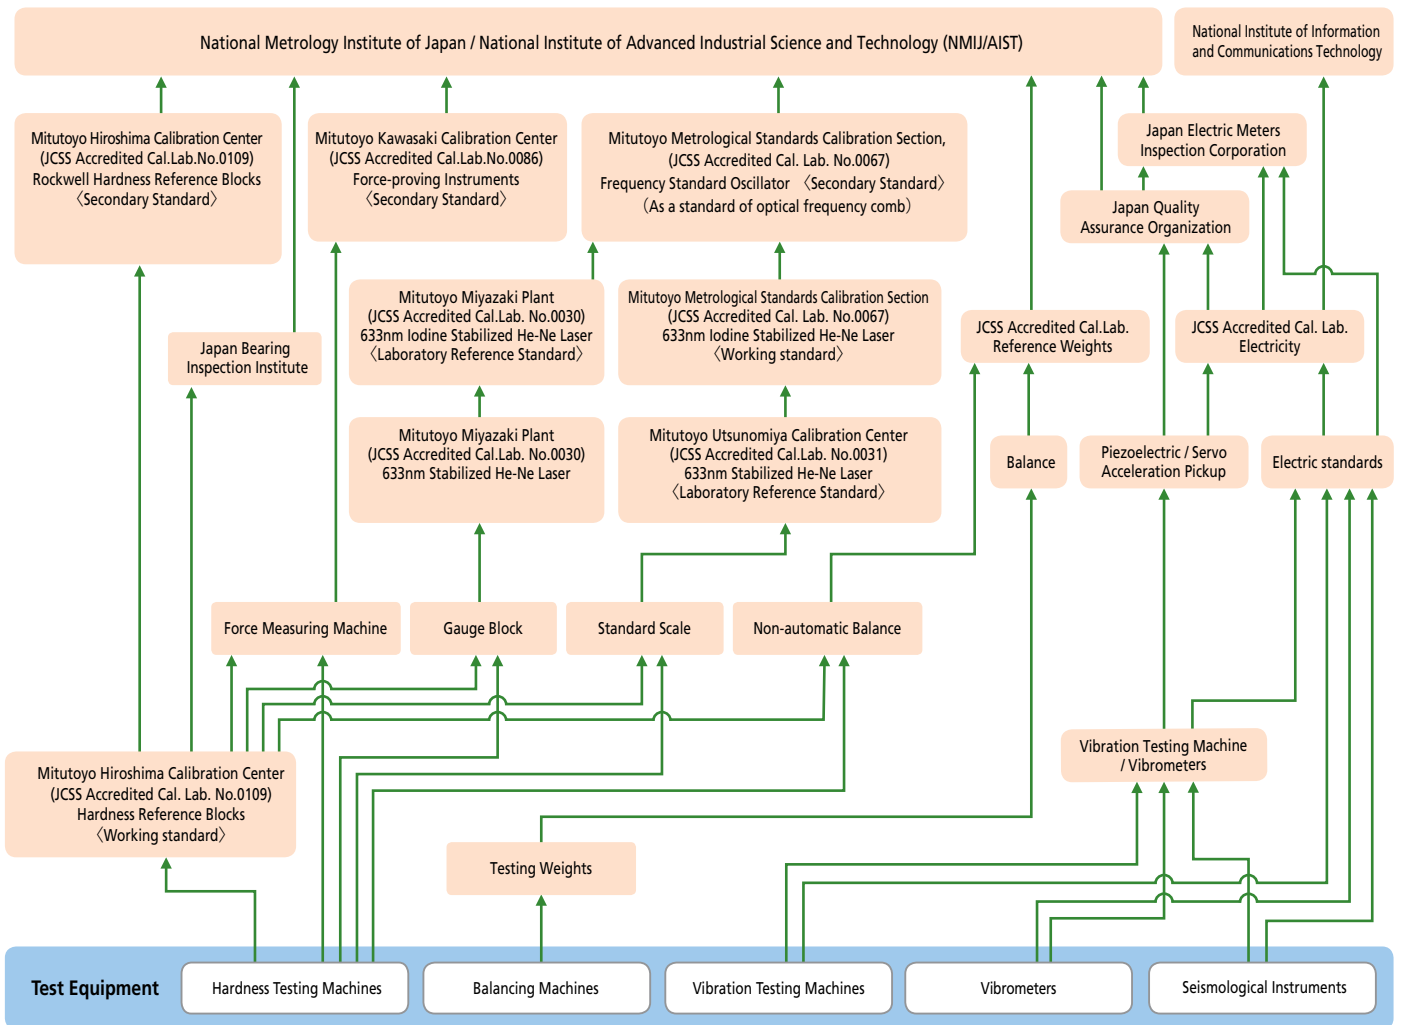 National Metrology Institute of Japan / National Institute of Advanced Industrial Science and Technology (NMIJ/AIST)
National Institute of Information
and Communications Technology
Mitutoyo Hiroshima Calibration Center
(JCSS Accredited Cal.Lab.No.0109)
Rockwell Hardness Reference Blocks
〈Secondary Standard〉
Mitutoyo Kawasaki Calibration Center
(JCSS Accredited Cal.Lab.No.0086)
Force-proving Instruments
〈Secondary Standard〉
Mitutoyo Metrological Standards Calibration Section,
(JCSS Accredited Cal. Lab. No.0067)
Frequency Standard Oscillator 〈Secondary Standard〉
（As a standard of optical frequency comb）
Japan Electric Meters
Inspection Corporation
Japan Quality
Assurance Organization
Japan Bearing
Inspection Institute
Mitutoyo Miyazaki Plant
(JCSS Accredited Cal.Lab. No.0030)
633nm Iodine Stabilized He-Ne Laser
〈Laboratory Reference Standard〉
Mitutoyo Metrological Standards Calibration Section
(JCSS Accredited Cal. Lab. No.0067)
633nm Iodine Stabilized He-Ne Laser
〈Working standard〉
JCSS Accredited Cal.Lab.
Reference Weights
JCSS Accredited Cal. Lab.
Electricity
Mitutoyo Miyazaki Plant
(JCSS Accredited Cal.Lab. No.0030)
633nm Stabilized He-Ne Laser
Mitutoyo Utsunomiya Calibration Center
(JCSS Accredited Cal.Lab. No.0031)
633nm Stabilized He-Ne Laser
〈Laboratory Reference Standard〉
Balance
Piezoelectric / Servo
Acceleration Pickup
Electric standards
Force Measuring Machine
Gauge Block
Standard Scale
Non-automatic Balance
Mitutoyo Hiroshima Calibration Center
(JCSS Accredited Cal. Lab. No.0109)
Hardness Reference Blocks
〈Working standard〉
Vibration Testing Machine
/ Vibrometers
Testing Weights
Test Equipment
Hardness Testing Machines
Balancing Machines
Vibration Testing Machines
Vibrometers
Seismological Instruments